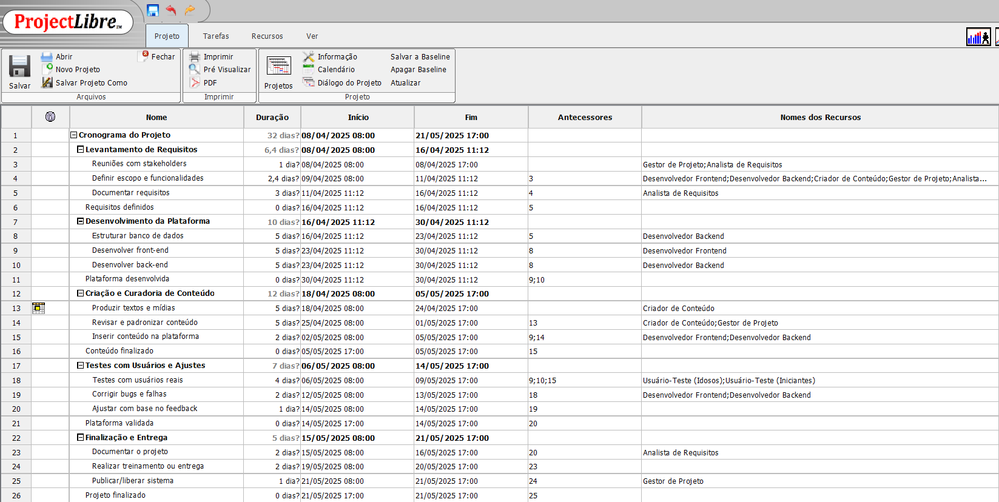 ProjectLibre TM
Projeto Tarefas Recursos Ver
Salvar
Abrir
Novo Projeto
Salvar Projeto Como
Fechar
Arquivos
Imprimir
Pré Visualizar
PDF
Imprimir
Projetos
Informação
Calendário
Diálogo do Projeto
Salvar a Baseline
Apagar Baseline
Atualizar
Projeto
Nome Duração Início Fim Antecessores Nomes dos Recursos
1 Cronograma do Projeto 32 dias? 08/04/2025 08:00 21/05/2025 17:00
2 Levantamento de Requisitos 6,4 dias? 08/04/2025 08:00 16/04/2025 11:12
3 Reuniões com stakeholders 1 dia? 08/04/2025 08:00 08/04/2025 17:00 Gestor de Projeto;Analista de Requisitos
4 Definir escopo e funcionalidades 2,4 dias? 09/04/2025 08:00 11/04/2025 11:12 3 Desenvolvedor Frontend;Desenvolvedor Backend;Criador de Conteúdo;Gestor de Projeto;Analista...
5 Documentar requisitos 3 dias? 11/04/2025 11:12 16/04/2025 11:12 4 Analista de Requisitos
6 Requisitos definidos 0 dias? 16/04/2025 11:12 16/04/2025 11:12 5
7 Desenvolvimento da Plataforma 10 dias? 16/04/2025 11:12 30/04/2025 11:12
8 Estruturar banco de dados 5 dias? 16/04/2025 11:12 23/04/2025 11:12 5 Desenvolvedor Backend
9 Desenvolver front-end 5 dias? 23/04/2025 11:12 30/04/2025 11:12 8 Desenvolvedor Frontend
10 Desenvolver back-end 5 dias? 23/04/2025 11:12 30/04/2025 11:12 8 Desenvolvedor Backend
11 Plataforma desenvolvida 0 dias? 30/04/2025 11:12 30/04/2025 11:12 9;10
12 Criação e Curadoria de Conteúdo 12 dias? 18/04/2025 08:00 05/05/2025 17:00
13 Produzir textos e mídias 5 dias? 18/04/2025 08:00 24/04/2025 17:00 Criador de Conteúdo
14 Revisar e padronizar conteúdo 5 dias? 25/04/2025 08:00 01/05/2025 17:00 13 Criador de Conteúdo;Gestor de Projeto
15 Inserir conteúdo na plataforma 2 dias? 02/05/2025 08:00 05/05/2025 17:00 9;14 Desenvolvedor Frontend;Desenvolvedor Backend
16 Conteúdo finalizado 0 dias? 05/05/2025 17:00 05/05/2025 17:00 15
17 Testes com Usuários e Ajustes 7 dias? 06/05/2025 08:00 14/05/2025 17:00
18 Testes com usuários reais 4 dias? 06/05/2025 08:00 09/05/2025 17:00 9;10;15 Usuário-Teste (Idosos);Usuário-Teste (Iniciantes)
19 Corrigir bugs e falhas 2 dias? 12/05/2025 08:00 13/05/2025 17:00 18 Desenvolvedor Frontend;Desenvolvedor Backend
20 Ajustar com base no feedback 1 dia? 14/05/2025 08:00 14/05/2025 17:00 19
21 Plataforma validada 0 dias? 14/05/2025 17:00 14/05/2025 17:00 20
22 Finalização e Entrega 5 dias? 15/05/2025 08:00 21/05/2025 17:00
23 Documentar o projeto 2 dias? 15/05/2025 08:00 16/05/2025 17:00 20 Analista de Requisitos
24 Realizar treinamento ou entrega 2 dias? 19/05/2025 08:00 20/05/2025 17:00 23
25 Publicar/liberar sistema 1 dia? 21/05/2025 08:00 21/05/2025 17:00 24 Gestor de Projeto
26 Projeto finalizado 0 dias? 21/05/2025 17:00 21/05/2025 17:00 25